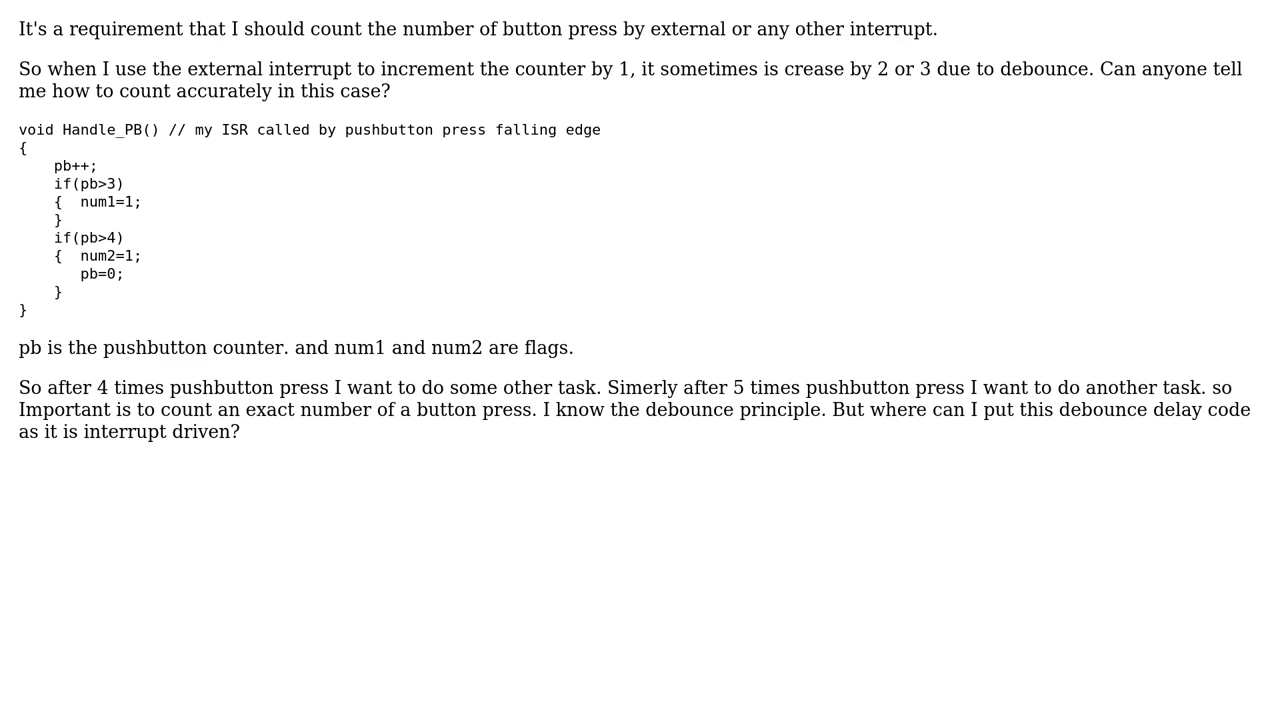 It's a requirement that I should count the number of button press by external or any other interrupt.
So when I use the external interrupt to increment the counter by 1, it sometimes is crease by 2 or 3 due to debounce. Can anyone tell
me how to count accurately in this case?
void Handle_PB() // my ISR called by pushbutton press falling edge
{
    pb++;
    if(pb>3)
    {  num1=1;
    }
    if(pb>4)
    {  num2=1;
       pb=0;
    }
}
pb is the pushbutton counter. and num1 and num2 are flags.
So after 4 times pushbutton press I want to do some other task. Simerly after 5 times pushbutton press I want to do another task. so
Important is to count an exact number of a button press. I know the debounce principle. But where can I put this debounce delay code
as it is interrupt driven?